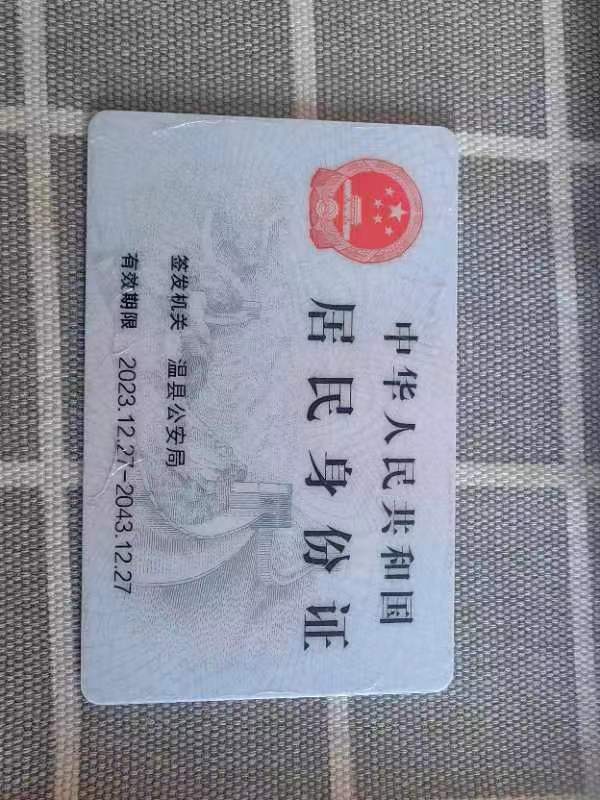 中华人民共和国
居民身份证
签发机关 温县公安局
有效期限 2023.12.27-2043.12.27